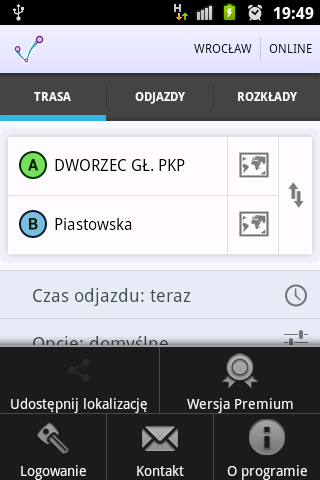 H 19:49
WROCŁAW ONLINE
TRASA ODJAZDY ROZKŁADY
A DWORZEC GŁ. PKP
B Piastowska
Czas odjazdu: teraz
Opcje: domyślne
Udostępnij lokalizację Wersja Premium
Logowanie Kontakt O programie